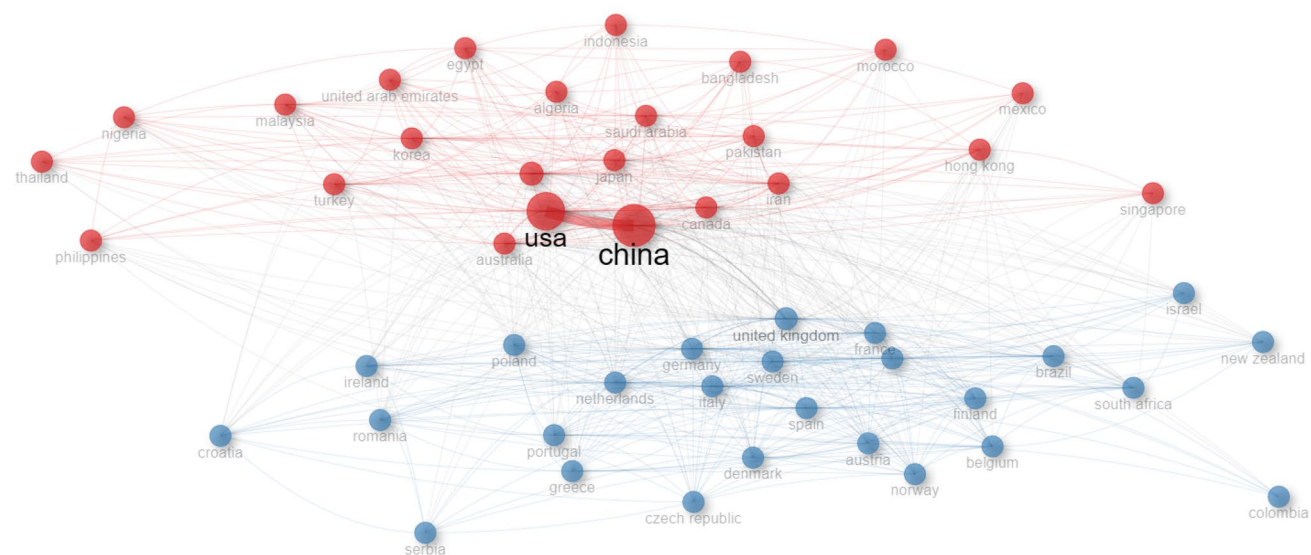 indonesia
egypt
morocco
bangladesh
united arab emirates
algeria
mexico
malaysia
nigeria
saudi arabia
korea
pakistan
hong kong
thailand
japan
turkey
iran
singapore
canada
usa
china
philippines
australia
israel
united kingdom
france
new zealand
poland
germany
sweden
brazil
ireland
netherlands
italy
south africa
finland
spain
romania
croatia
portugal
austria
belgium
denmark
greece
norway
colombia
czech republic
serbia